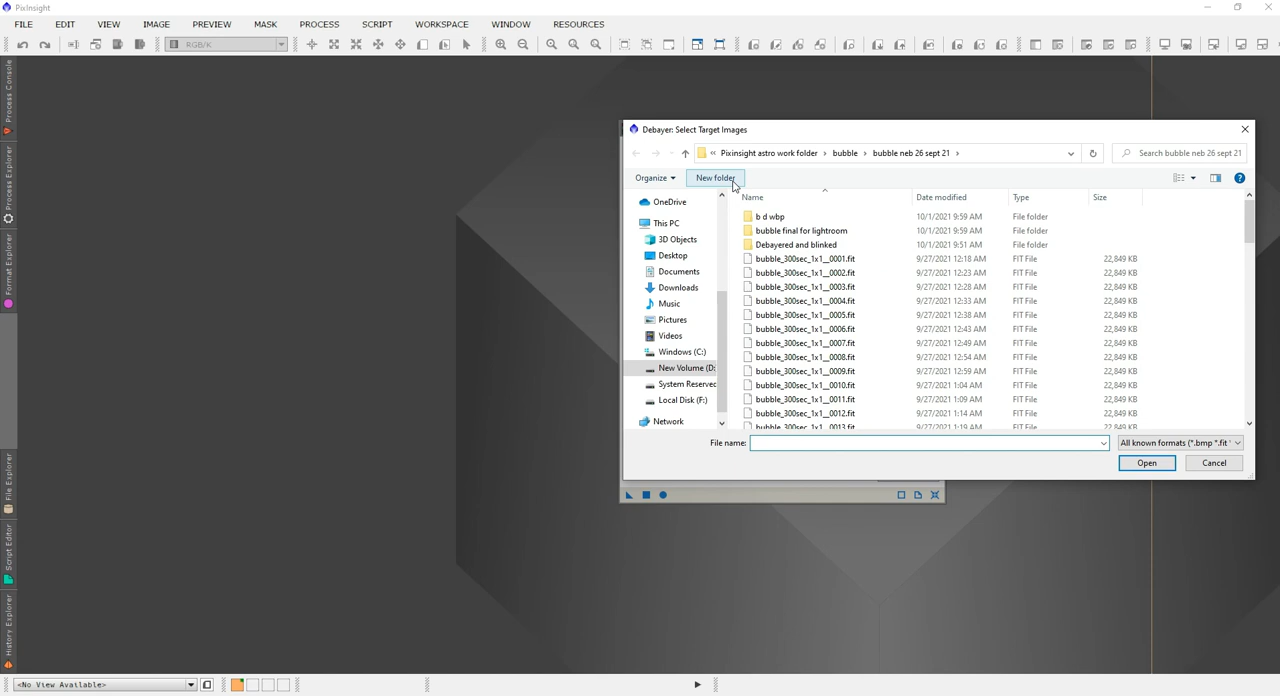 PixInsight
FILE EDIT VIEW IMAGE PREVIEW MASK PROCESS SCRIPT WORKSPACE WINDOW RESOURCES
RGB/K
Process Console
Process Explorer
Format Explorer
File Explorer
Script Editor
History Explorer
Debayer: Select Target Images
« Pixinsight astro work folder › bubble › bubble neb 26 sept 21 ›
Search bubble neb 26 sept 21
Organize New folder
OneDrive
This PC
3D Objects
Desktop
Documents
Downloads
Music
Pictures
Videos
Windows (C:)
New Volume (D:
System Reserved
Local Disk (F:)
Network
Name Date modified Type Size
b d wbp 10/1/2021 9:59 AM File folder
bubble final for lightroom 10/1/2021 9:59 AM File folder
Debayered and blinked 10/1/2021 9:51 AM File folder
bubble_300sec_1x1__0001.fit 9/27/2021 12:18 AM FIT File 22,849 KB
bubble_300sec_1x1__0002.fit 9/27/2021 12:23 AM FIT File 22,849 KB
bubble_300sec_1x1__0003.fit 9/27/2021 12:28 AM FIT File 22,849 KB
bubble_300sec_1x1__0004.fit 9/27/2021 12:33 AM FIT File 22,849 KB
bubble_300sec_1x1__0005.fit 9/27/2021 12:38 AM FIT File 22,849 KB
bubble_300sec_1x1__0006.fit 9/27/2021 12:43 AM FIT File 22,849 KB
bubble_300sec_1x1__0007.fit 9/27/2021 12:49 AM FIT File 22,849 KB
bubble_300sec_1x1__0008.fit 9/27/2021 12:54 AM FIT File 22,849 KB
bubble_300sec_1x1__0009.fit 9/27/2021 12:59 AM FIT File 22,849 KB
bubble_300sec_1x1__0010.fit 9/27/2021 1:04 AM FIT File 22,849 KB
bubble_300sec_1x1__0011.fit 9/27/2021 1:09 AM FIT File 22,849 KB
bubble_300sec_1x1__0012.fit 9/27/2021 1:14 AM FIT File 22,849 KB
bubble_300sec_1x1__0013.fit 9/27/2021 1:19 AM FIT File 22,849 KB
File name:
All known formats (*.bmp *.fit
Open Cancel
<No View Available>